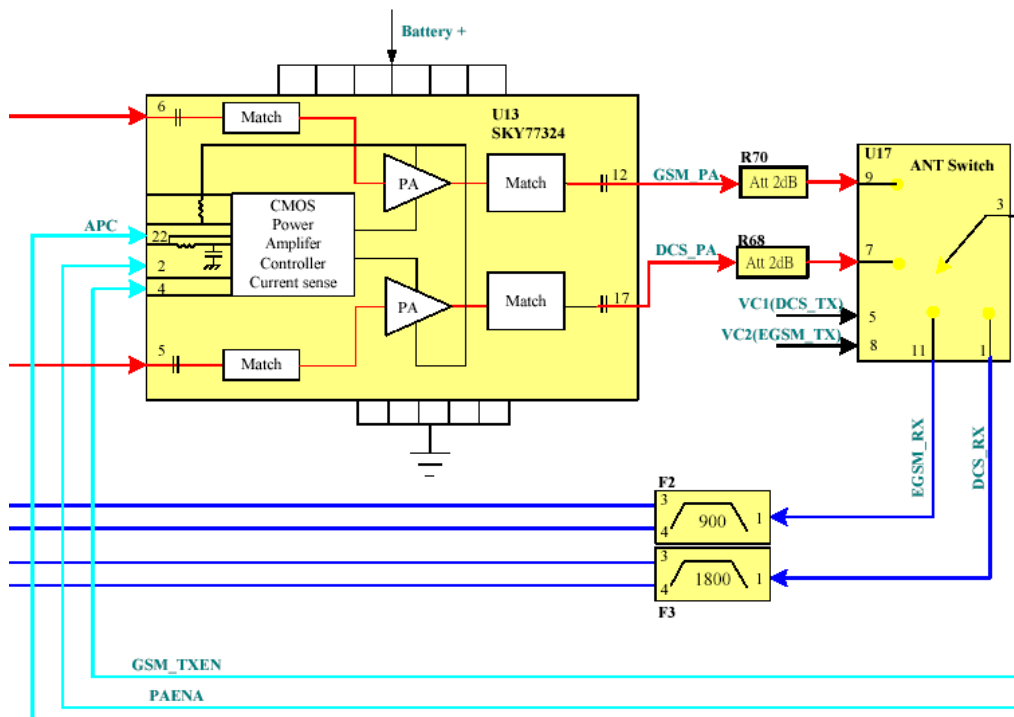 Battery +
6
Match
U13
SKY77324
PA
Match
12
GSM_PA
R70
Att 2dB
U17
ANT Switch
9
3
CMOS
Power
Amplifer
Controller
Current sense
APC
22
2
4
DCS_PA
R68
Att 2dB
7
PA
Match
17
VC1(DCS_TX)
5
VC2(EGSM_TX)
8
11
1
5
Match
EGSM_RX
DCS_RX
F2
3
900
1
4
3
1800
1
4
F3
GSM_TXEN
PAENA